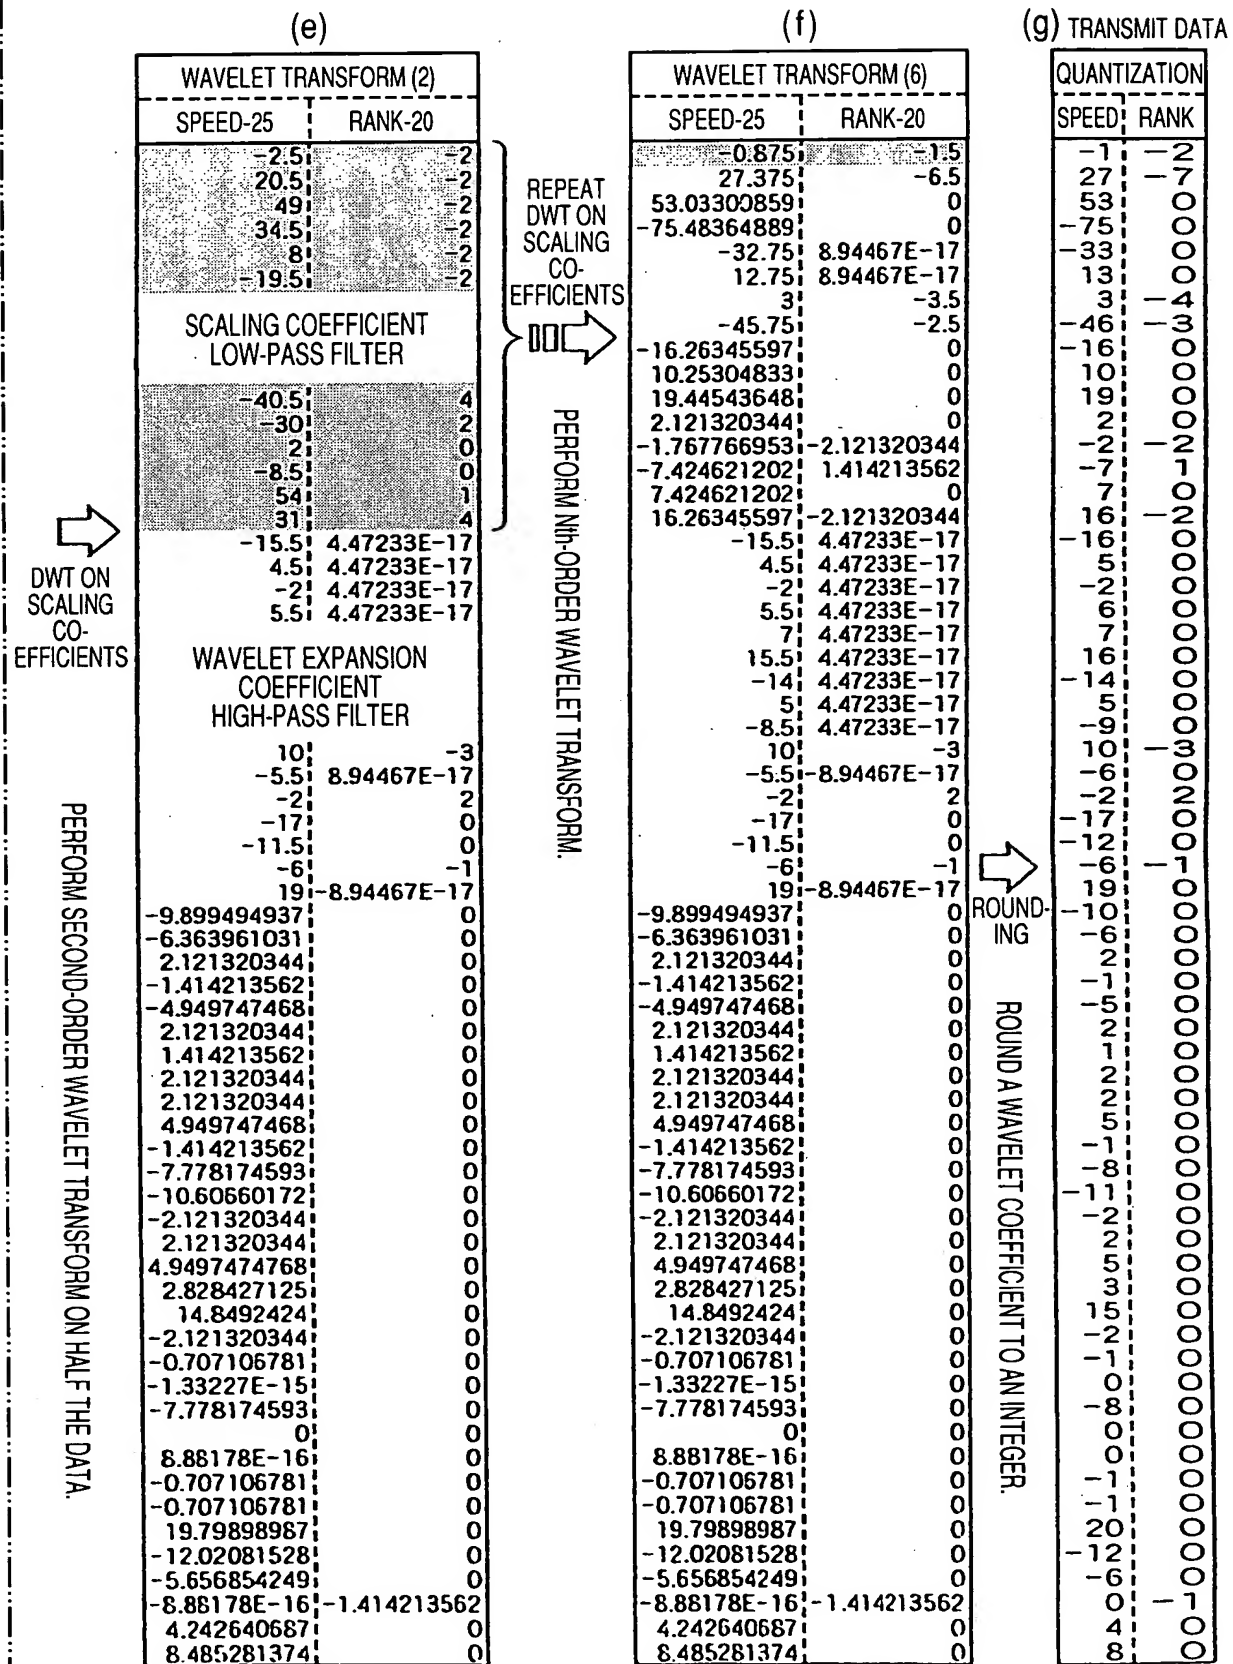 (e)
WAVELET TRANSFORM (2)
SPEED-25 RANK-20
-2.5 -2
20.5 -2
49 -2
34.5 -2
8 -2
-19.5 -2
SCALING COEFFICIENT
LOW-PASS FILTER
-40.5 4
-30 2
2 0
-8.5 0
54 1
31 4
-15.5 4.47233E-17
4.5 4.47233E-17
-2 4.47233E-17
5.5 4.47233E-17
WAVELET EXPANSION
COEFFICIENT
HIGH-PASS FILTER
10 -3
-5.5 8.94467E-17
-2 2
-17 0
-11.5 0
-6 -1
19 -8.94467E-17
-9.899494937 0
-6.363961031 0
2.121320344 0
-1.414213562 0
-4.949747468 0
2.121320344 0
1.414213562 0
2.121320344 0
2.121320344 0
4.949747468 0
-1.414213562 0
-7.778174593 0
-10.60660172 0
-2.121320344 0
2.121320344 0
4.9497474768 0
2.828427125 0
14.8492424 0
-2.121320344 0
-0.707106781 0
-1.33227E-15 0
-7.778174593 0
0 0
8.88178E-16 0
-0.707106781 0
-0.707106781 0
19.79898987 0
-12.02081528 0
-5.656854249 0
-8.88178E-16 -1.414213562
4.242640687 0
8.485281374 0
DWT ON
SCALING
CO-
EFFICIENTS
PERFORM SECOND-ORDER WAVELET TRANSFORM ON HALF THE DATA.
REPEAT
DWT ON
SCALING
CO-
EFFICIENTS
PERFORM Nth-ORDER WAVELET TRANSFORM.
(f)
WAVELET TRANSFORM (6)
SPEED-25 RANK-20
-0.875 -1.5
27.375 -6.5
53.03300859 0
-75.48364889 0
-32.75 8.94467E-17
12.75 8.94467E-17
3 -3.5
-45.75 -2.5
-16.26345597 0
10.25304833 0
19.44543648 0
2.121320344 0
-1.767766953 -2.121320344
-7.424621202 1.414213562
7.424621202 0
16.26345597 -2.121320344
-15.5 4.47233E-17
4.5 4.47233E-17
-2 4.47233E-17
5.5 4.47233E-17
7 4.47233E-17
15.5 4.47233E-17
-14 4.47233E-17
5 4.47233E-17
-8.5 4.47233E-17
10 -3
-5.5 -8.94467E-17
-2 2
-17 0
-11.5 0
-6 -1
19 -8.94467E-17
-9.899494937 0
-6.363961031 0
2.121320344 0
-1.414213562 0
-4.949747468 0
2.121320344 0
1.414213562 0
2.121320344 0
2.121320344 0
4.949747468 0
-1.414213562 0
-7.778174593 0
-10.60660172 0
-2.121320344 0
2.121320344 0
4.949747468 0
2.828427125 0
14.8492424 0
-2.121320344 0
-0.707106781 0
-1.33227E-15 0
-7.778174593 0
0 0
8.88178E-16 0
-0.707106781 0
-0.707106781 0
19.79898987 0
-12.02081528 0
-5.656854249 0
-8.88178E-16 -1.414213562
4.242640687 0
8.485281374 0
ROUND-
ING
ROUND A WAVELET COEFFICIENT TO AN INTEGER.
(g) TRANSMIT DATA
QUANTIZATION
SPEED RANK
-1 -2
27 -7
53 0
-75 0
-33 0
13 0
3 -4
-46 -3
-16 0
10 0
19 0
2 0
-2 -2
-7 1
7 0
16 -2
-16 0
5 0
-2 0
6 0
7 0
16 0
-14 0
5 0
-9 0
10 -3
-6 0
-2 2
-17 0
-12 0
-6 -1
19 0
-10 0
-6 0
2 0
-1 0
-5 0
2 0
1 0
2 0
2 0
5 0
-1 0
-8 0
-11 0
-2 0
2 0
5 0
3 0
15 0
-2 0
-1 0
0 0
-8 0
0 0
0 0
-1 0
-1 0
20 0
-12 0
-6 0
0 -1
4 0
8 0